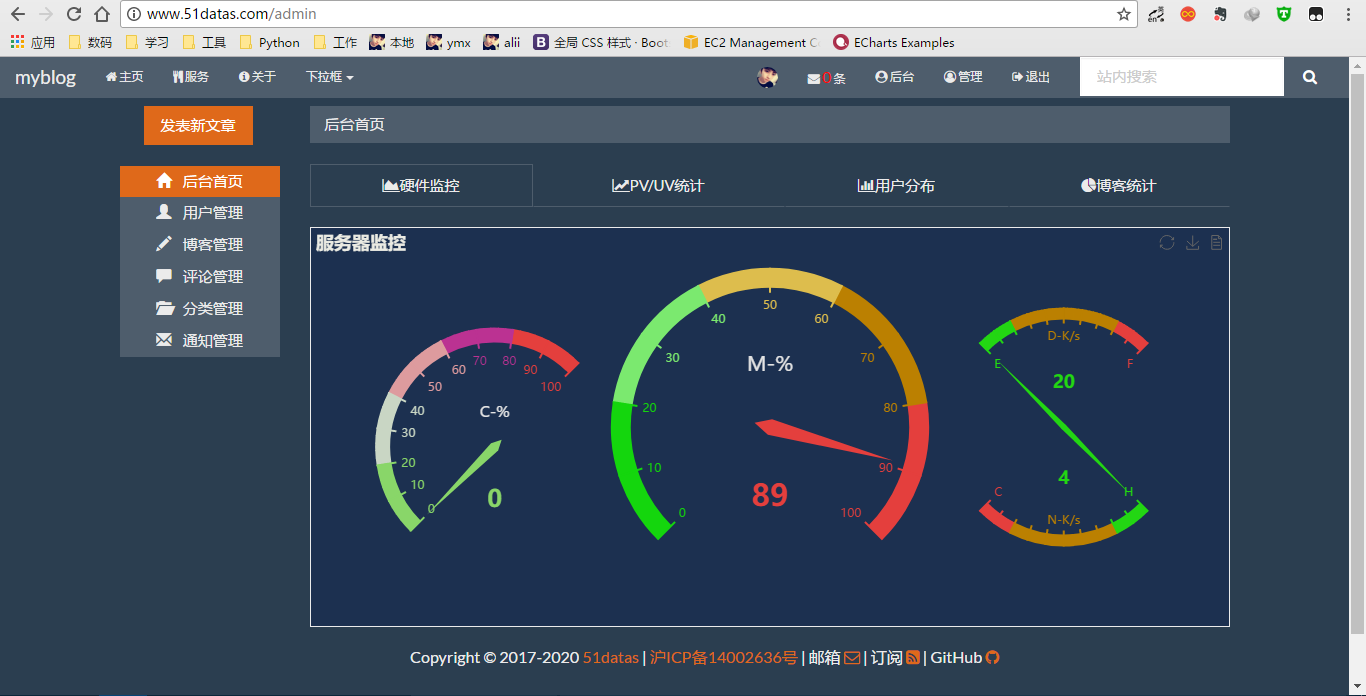 www.51datas.com/admin
应用 数码 学习 工具 Python 工作 本地 ymx alii B 全局 CSS 样式 · Boot EC2 Management C ECharts Examples
myblog 主页 服务 关于 下拉框 0条 后台 管理 退出 站内搜索
发表新文章
后台首页
后台首页
用户管理
博客管理
评论管理
分类管理
通知管理
硬件监控 PV/UV统计 用户分布 博客统计
服务器监控
C-%
0 10 20 30 40 50 60 70 80 90 100
0
M-%
0 10 20 30 40 50 60 70 80 90 100
89
D-K/s
E F
20
4
C H
N-K/s
Copyright © 2017-2020 51datas | 沪ICP备14002636号 | 邮箱 | 订阅 | GitHub